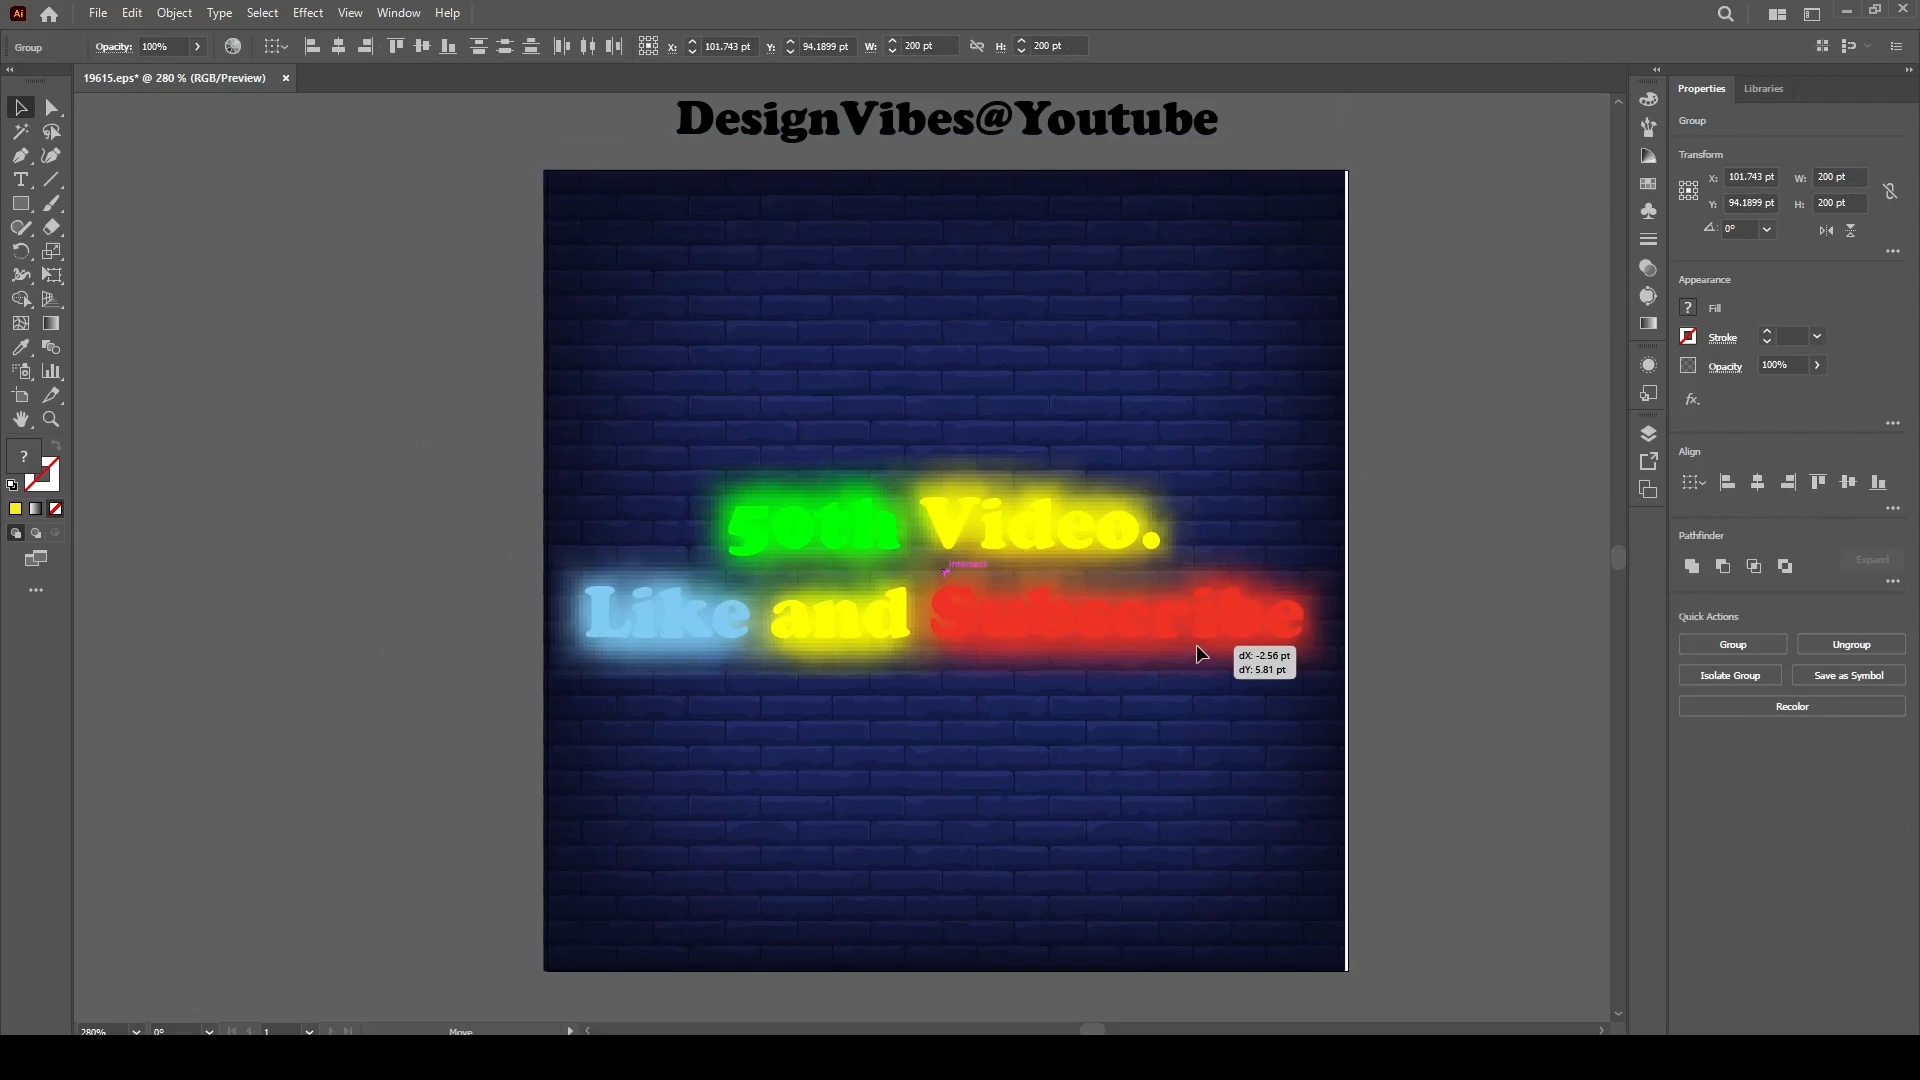 Ai File Edit Object Type Select Effect View Window Help
Group Opacity: 100% X: 101.743 pt Y: 94.1899 pt W: 200 pt H: 200 pt
19615.eps* @ 280 % (RGB/Preview) ×
DesignVibes@Youtube
50th Video.
intersect
Like and Subscribe
dX: -2.56 pt
dY: 5.81 pt
T
?
280% 0° 1 Move
Properties Libraries
Group
Transform
X: 101.743 pt W: 200 pt
Y: 94.1899 pt H: 200 pt
0°
Appearance
? Fill
Stroke
Opacity 100%
fx.
Align
Pathfinder
Expand
Quick Actions
Group Ungroup
Isolate Group Save as Symbol
Recolor